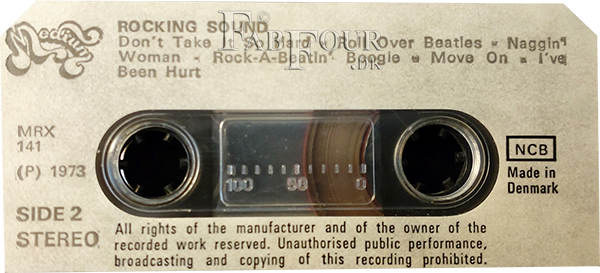 Medium
ROCKING SOUND
Don't Take It So Hard - Roll Over Beatles - Naggin'
Woman - Rock-A-Beatin' Boogie - Move On - I've
Been Hurt
FABFOUR
.DK
MRX
141
(P) 1973
100 50 0
NCB
Made in
Denmark
SIDE 2
STEREO
All rights of the manufacturer and of the owner of the
recorded work reserved. Unauthorised public performance,
broadcasting and copying of this recording prohibited.